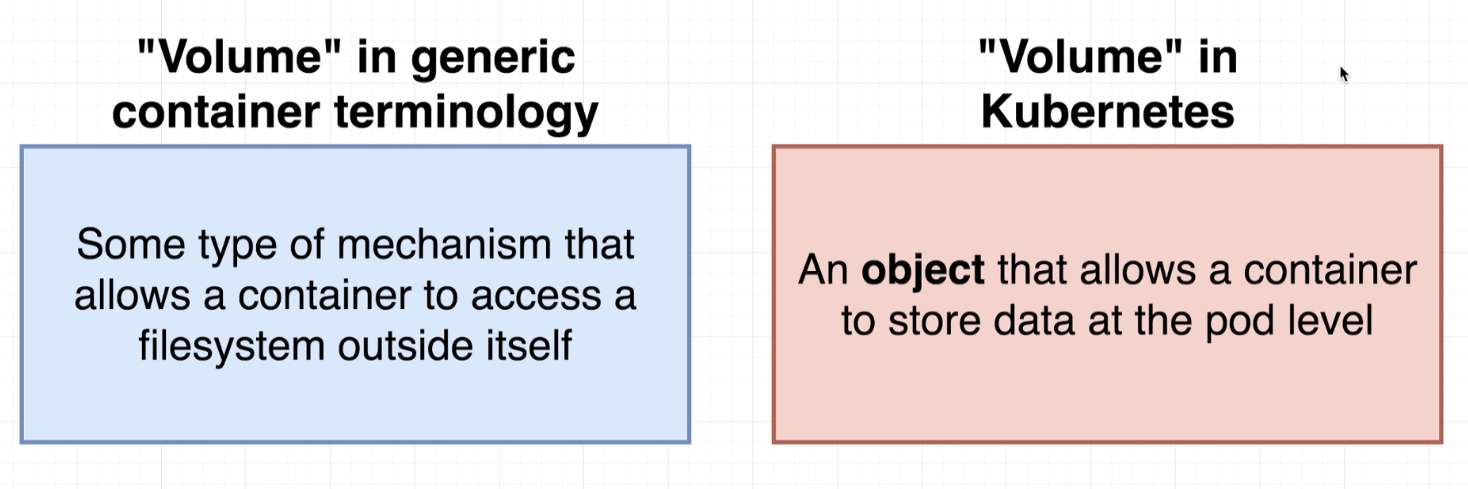 "Volume" in generic
container terminology
Some type of mechanism that
allows a container to access a
filesystem outside itself
"Volume" in
Kubernetes
An object that allows a container
to store data at the pod level